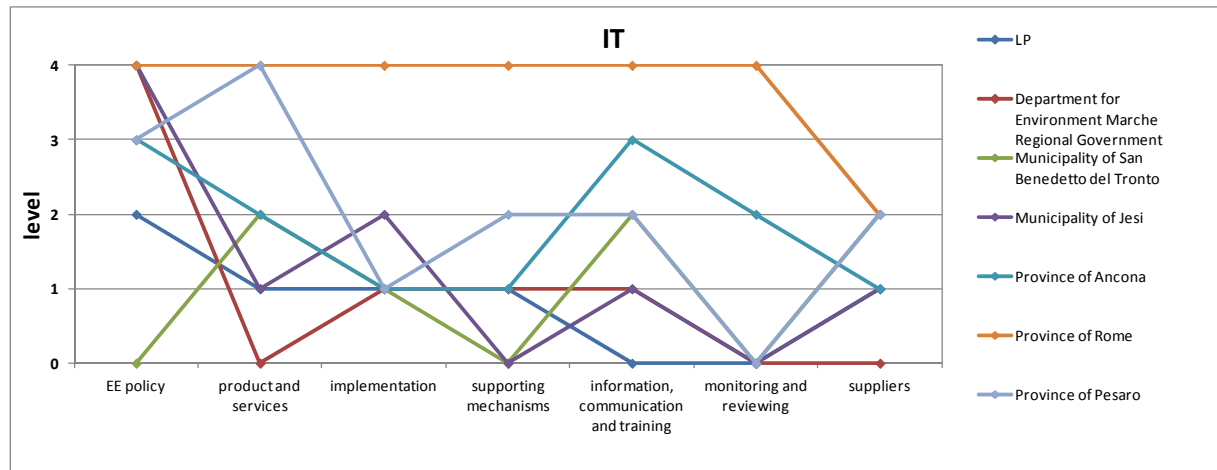 IT
level
4
3
2
1
0
EE policy
product and
services
implementation
supporting
mechanisms
information,
communication
and training
monitoring and
reviewing
suppliers
LP
Department for
Environment Marche
Regional Government
Municipality of San
Benedetto del Tronto
Municipality of Jesi
Province of Ancona
Province of Rome
Province of Pesaro